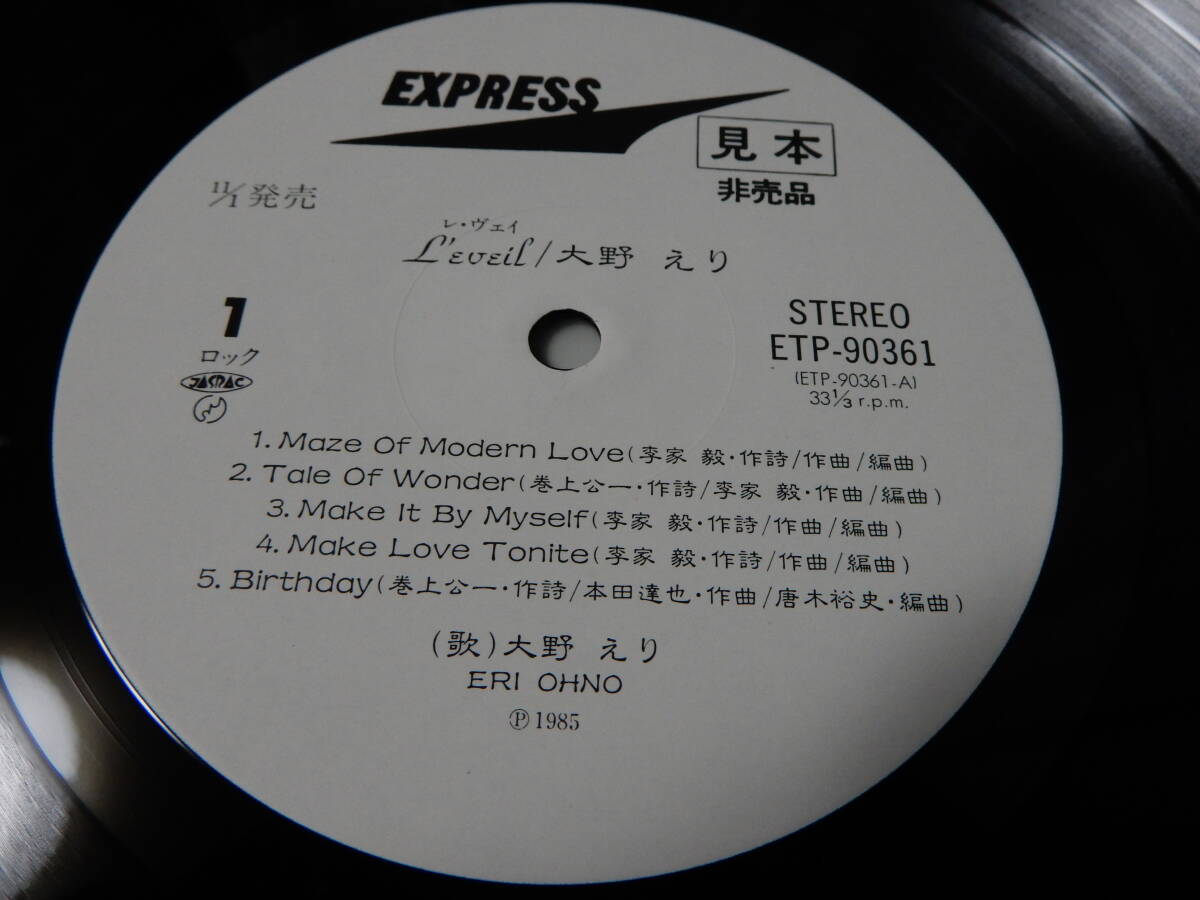 EXPRESS
見本
非売品
11/1発売
レ・ヴェイ
L'eveil/大野 えり
1
ロック
JASRAC
STEREO
ETP-90361
(ETP-90361-A)
33 1/3 r.p.m.
1. Maze Of Modern Love(李家 毅・作詩/作曲/編曲)
2. Tale Of Wonder(巻上公一・作詩/李家 毅・作曲/編曲)
3. Make It By Myself(李家 毅・作詩/作曲/編曲)
4. Make Love Tonite(李家 毅・作詩/作曲/編曲)
5. Birthday(巻上公一・作詩/本田達也・作曲/唐木裕史・編曲)
(歌)大野 えり
ERI OHNO
Ⓟ1985